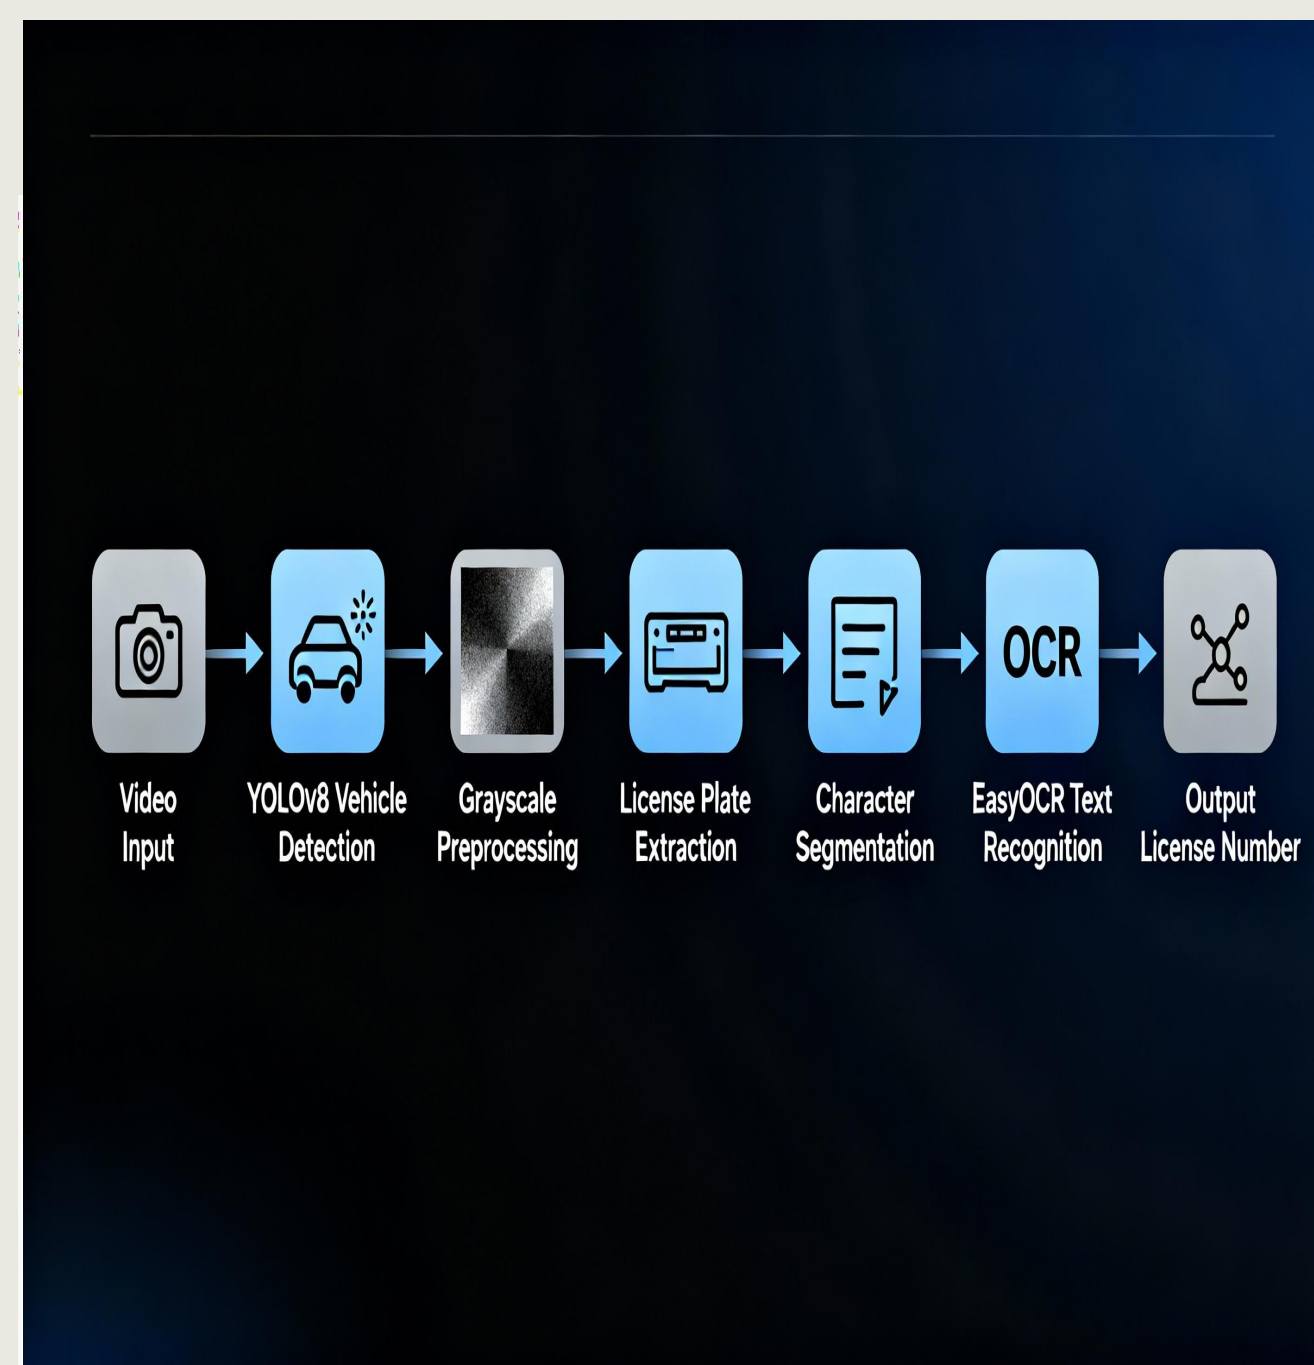 OCR
Video
Input
YOLOv8 Vehicle
Detection
Grayscale
Preprocessing
License Plate
Extraction
Character
Segmentation
EasyOCR Text
Recognition
Output
License Number